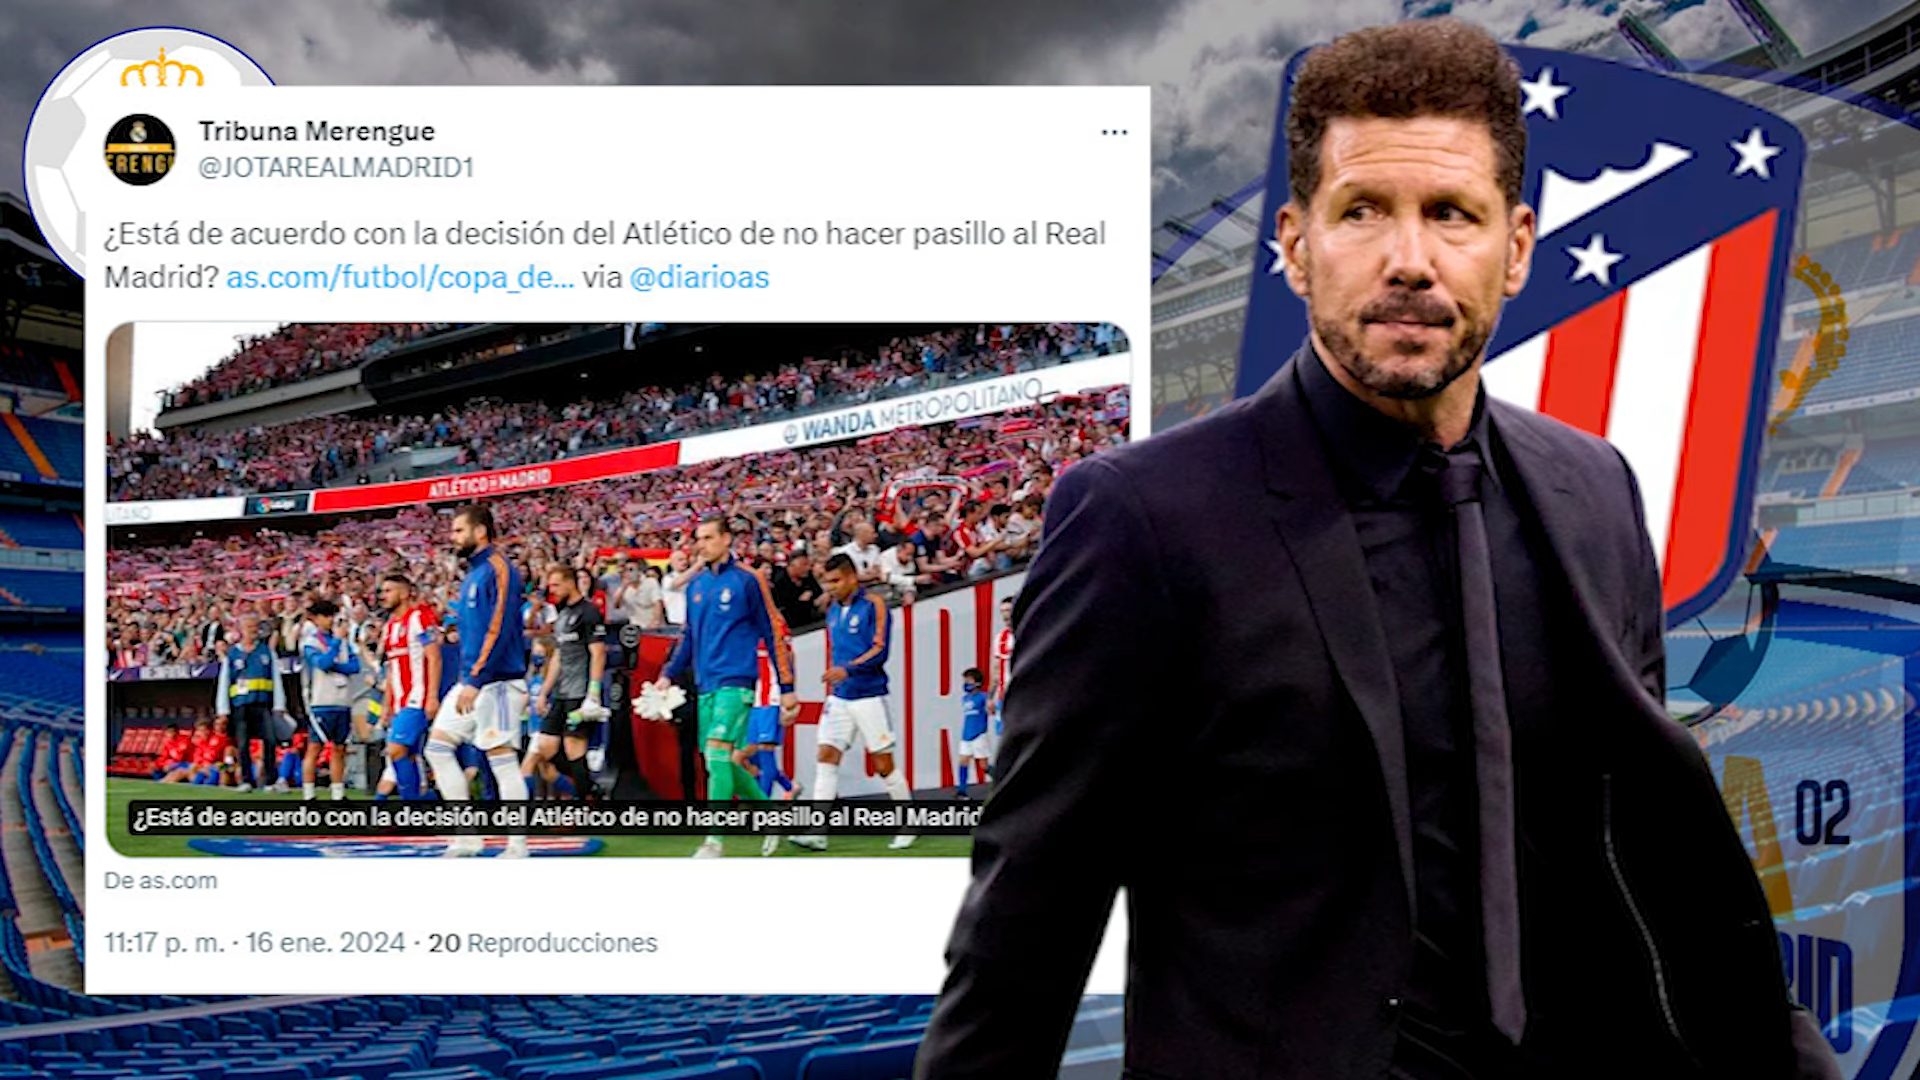 Tribuna Merengue
@JOTAREALMADRID1
¿Está de acuerdo con la decisión del Atlético de no hacer pasillo al Real
Madrid? as.com/futbol/copa_de... via @diarioas
WANDA METROPOLITANO
ATLÉTICO DE MADRID
LaLiga
ITANO
¿Está de acuerdo con la decisión del Atlético de no hacer pasillo al Real Madrid
De as.com
11:17 p. m. · 16 ene. 2024 · 20 Reproducciones
02